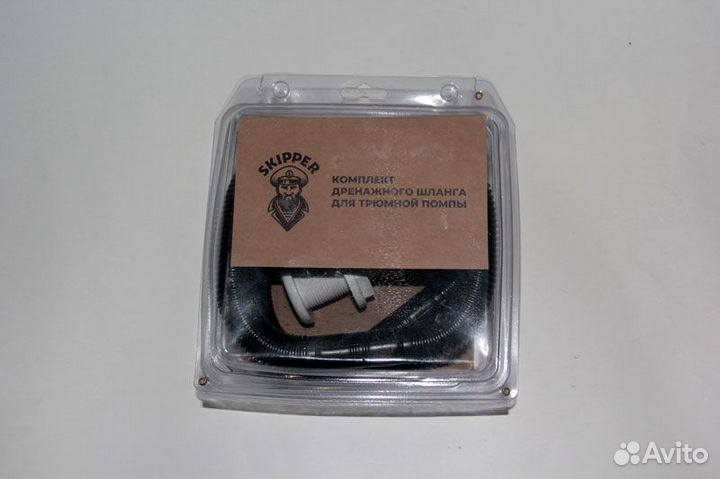 SKIPPER
КОМПЛЕКТ
ДРЕНАЖНОГО ШЛАНГА
ДЛЯ ТРЮМНОЙ ПОМПЫ
Avito